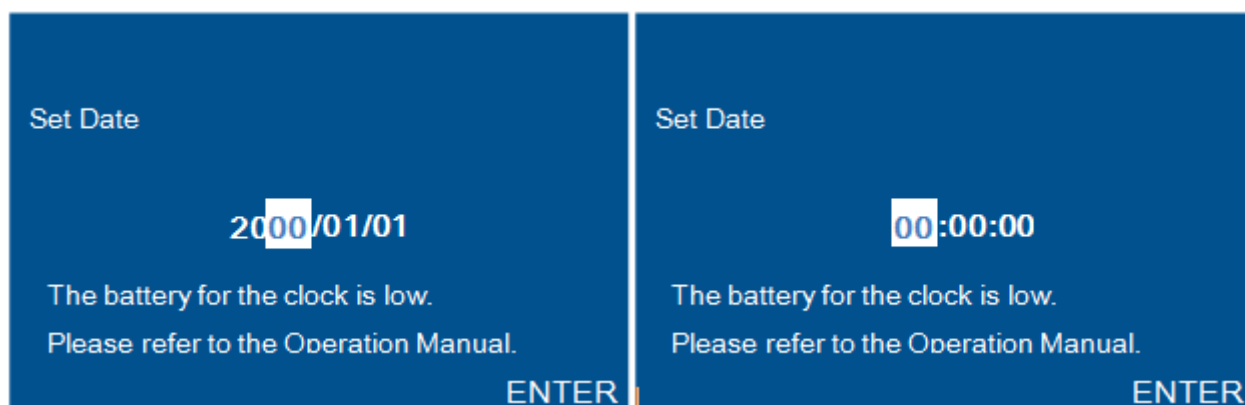 Set Date
2000/01/01
The battery for the clock is low.
Please refer to the Operation Manual.
ENTER
Set Date
00:00:00
The battery for the clock is low.
Please refer to the Operation Manual.
ENTER